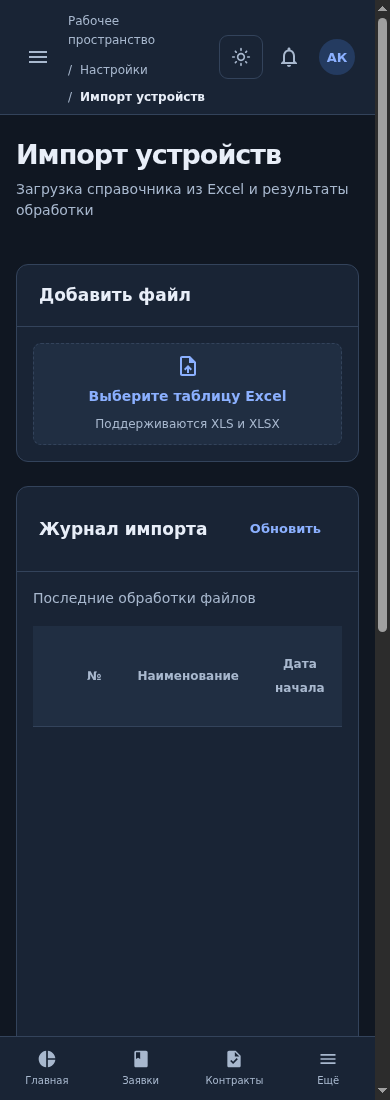 Рабочее
пространство
/ Настройки
/ Импорт устройств
АК
Импорт устройств
Загрузка справочника из Excel и результаты
обработки
Добавить файл
Выберите таблицу Excel
Поддерживаются XLS и XLSX
Журнал импорта
Обновить
Последние обработки файлов
№ Наименование Дата
начала
Главная Заявки Контракты Ещё